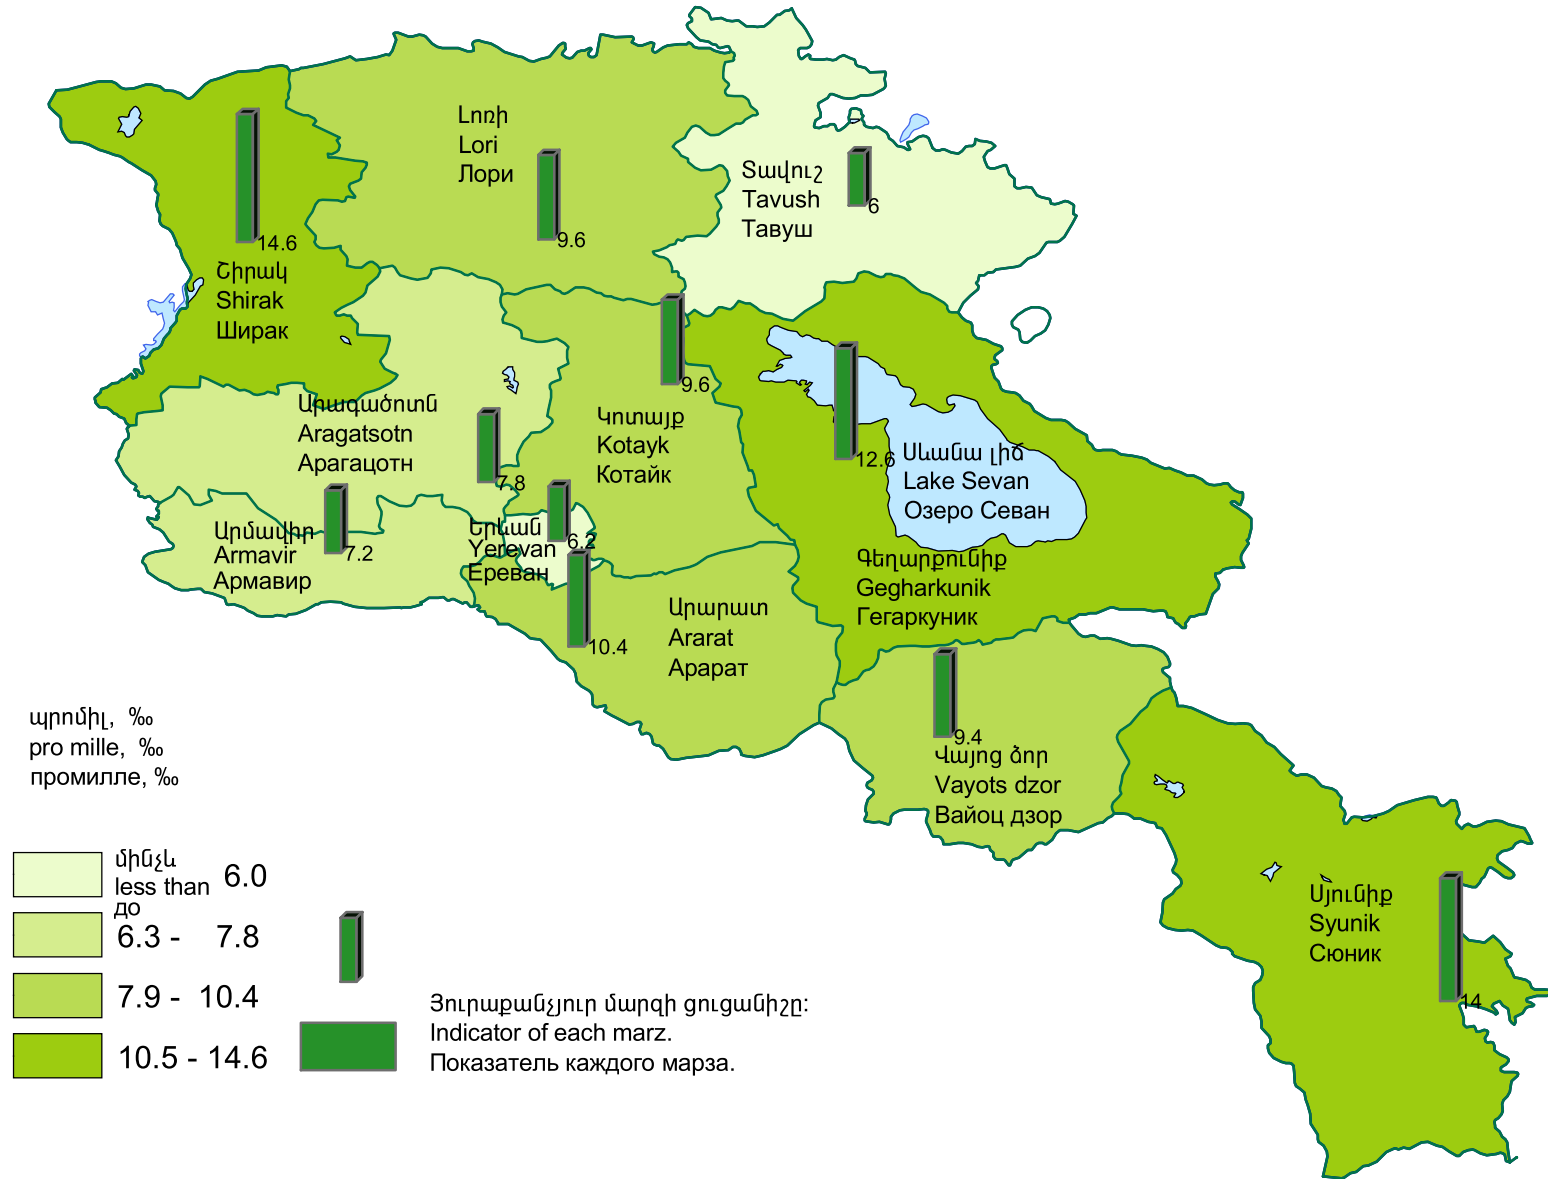 Լոռի
Lori
Лори
9.6
Տավուշ
Tavush
Тавуш
6
14.6
Շիրակ
Shirak
Ширак
9.6
Արագածոտն
Aragatsotn
Арагацотн
7.8
Կոտայք
Kotayk
Котайк
12.6
Սևանա լիճ
Lake Sevan
Озеро Севан
Արմավիր
Armavir
Армавир
7.2
Երևան
Yerevan
Ереван
6.2
Գեղարքունիք
Gegharkunik
Гегаркуник
10.4
Արարատ
Ararat
Арарат
9.4
Վայոց ձոր
Vayots dzor
Вайоц дзор
Սյունիք
Syunik
Сюник
14
պրոմիլ, ‰
pro mille, ‰
промилле, ‰
մինչև
less than 6.0
до
6.3 - 7.8
7.9 - 10.4
10.5 - 14.6
Յուրաքանչյուր մարզի ցուցանիշը:
Indicator of each marz.
Показатель каждого марза.